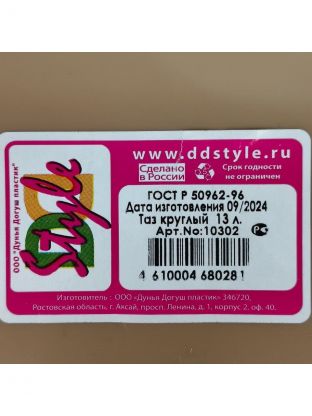 ООО "Дунья Догуш пластик"
Style
www.ddstyle.ru
Сделано
в России
Срок годности
не ограничен
ГОСТ Р 50962-96
Дата изготовления 09/2024
Таз круглый 13 л.
Арт.No:10302
4 610004 680281
Изготовитель : ООО «Дунья Догуш пластик» 346720,
Ростовская область, г. Аксай, просп. Ленина, д.1, корпус 2, оф. 40.